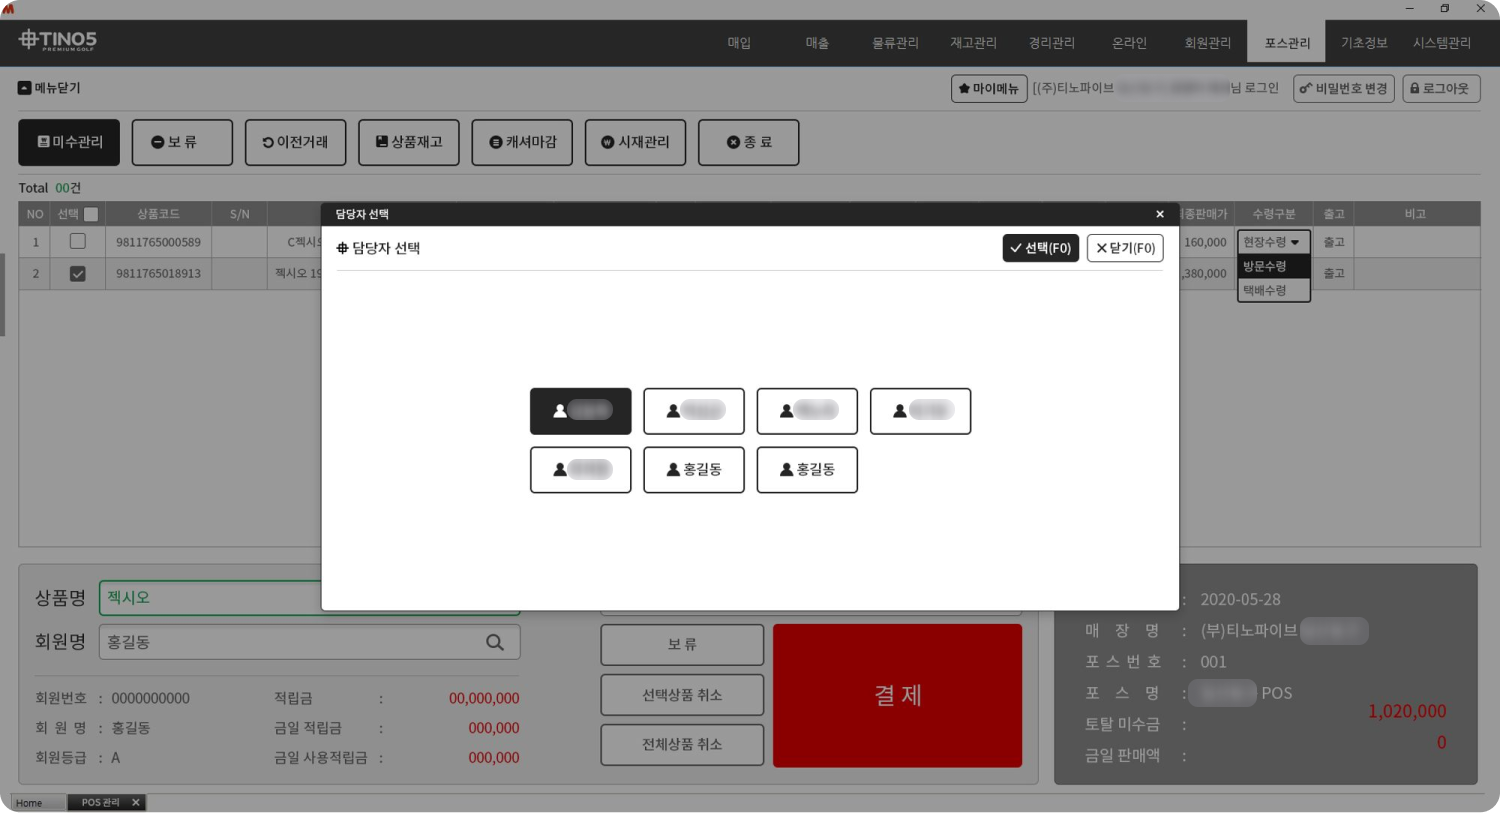 TINO5
PREMIUM GOLF
매입 매출 물류관리 재고관리 경리관리 온라인 회원관리 포스관리 기초정보 시스템관리
메뉴닫기
마이메뉴 [(주)티노파이브 님 로그인 비밀번호 변경 로그아웃
미수관리 보 류 이전거래 상품재고 캐셔마감 시재관리 종 료
Total 00건
NO 선택 상품코드 S/N 종판매가 수령구분 출고 비고
1 9811765000589 C젝시 160,000 현장수령 출고
2 9811765018913 젝시오 19 ,380,000 방문수령 출고
택배수령
담당자 선택
담당자 선택 선택(F0) 닫기(F0)
홍길동 홍길동
상품명 젝시오
회원명 홍길동
회원번호 : 0000000000 적립금 : 00,000,000
회 원 명 : 홍길동 금일 적립금 : 000,000
회원등급 : A 금일 사용적립금 : 000,000
보 류
선택상품 취소
전체상품 취소
결 제
: 2020-05-28
매 장 명 : (부)티노파이브
포 스 번 호 : 001
포 스 명 : POS
토탈 미수금 : 1,020,000
금일 판매액 : 0
Home POS 관리